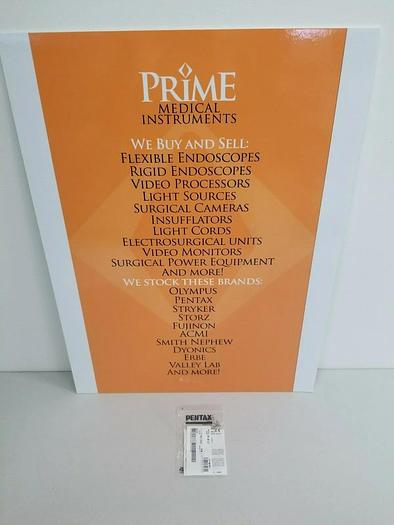 PRIME
MEDICAL
INSTRUMENTS
WE BUY AND SELL:
FLEXIBLE ENDOSCOPES
RIGID ENDOSCOPES
VIDEO PROCESSORS
LIGHT SOURCES
SURGICAL CAMERAS
INSUFFLATORS
LIGHT CORDS
ELECTROSURGICAL UNITS
VIDEO MONITORS
SURGICAL POWER EQUIPMENT
AND MORE!
WE STOCK THESE BRANDS:
OLYMPUS
PENTAX
STRYKER
STORZ
FUJINON
ACMI
SMITH NEPHEW
DYONICS
ERBE
VALLEY LAB
AND MORE!
PENTAX